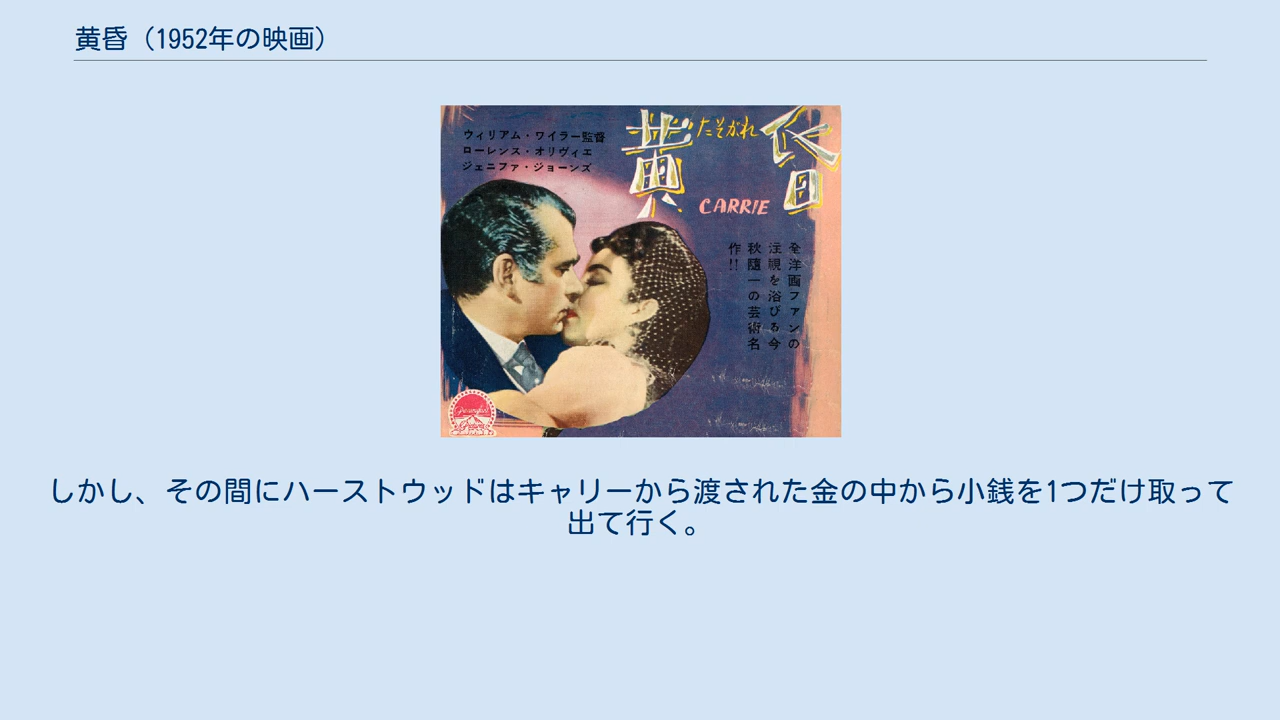 黄昏（1952年の映画）
ウィリアム・ワイラー監督
ローレンス・オリヴィエ
ジェニファ・ジョーンズ
黄昏
たそがれ
CARRIE
全洋画ファンの
注視を浴びる今
秋随一の芸術名
作!!
Paramount
しかし、その間にハーストウッドはキャリーから渡された金の中から小銭を1つだけ取って
出て行く。